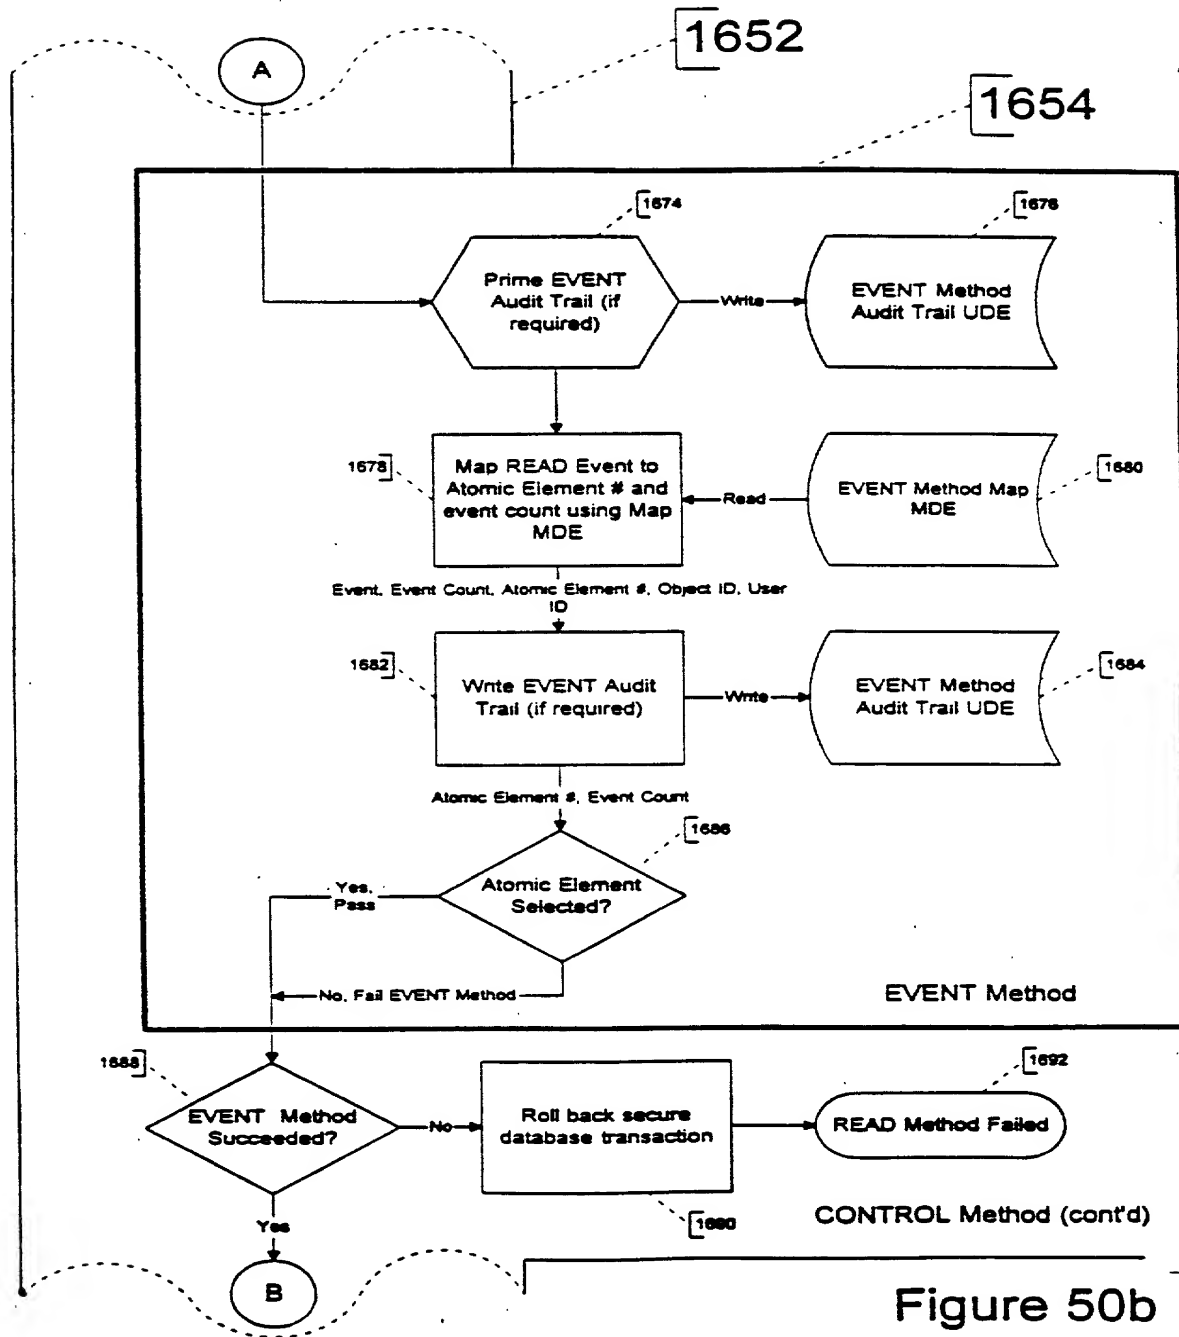 A
1652
1654
1674
1676
Prime EVENT
Audit Trail (if
required)
Write
EVENT Method
Audit Trail UDE
1678
Map READ Event to
Atomic Element # and
event count using Map
MDE
Read
EVENT Method Map
MDE
1680
Event, Event Count, Atomic Element #, Object ID, User
ID
1682
Write EVENT Audit
Trail (if required)
Write
EVENT Method
Audit Trail UDE
1684
Atomic Element #, Event Count
1686
Atomic Element
Selected?
Yes,
Pass
No, Fail EVENT Method
EVENT Method
1688
EVENT Method
Succeeded?
No
Roll back secure
database transaction
1692
READ Method Failed
Yes
1690
CONTROL Method (cont'd)
B
Figure 50b